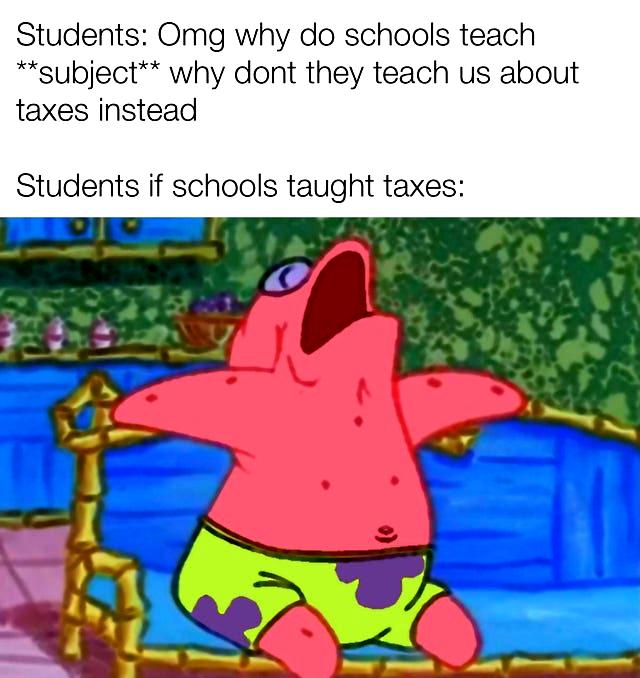 Students: Omg why do schools teach
**subject** why dont they teach us about
taxes instead
Students if schools taught taxes: